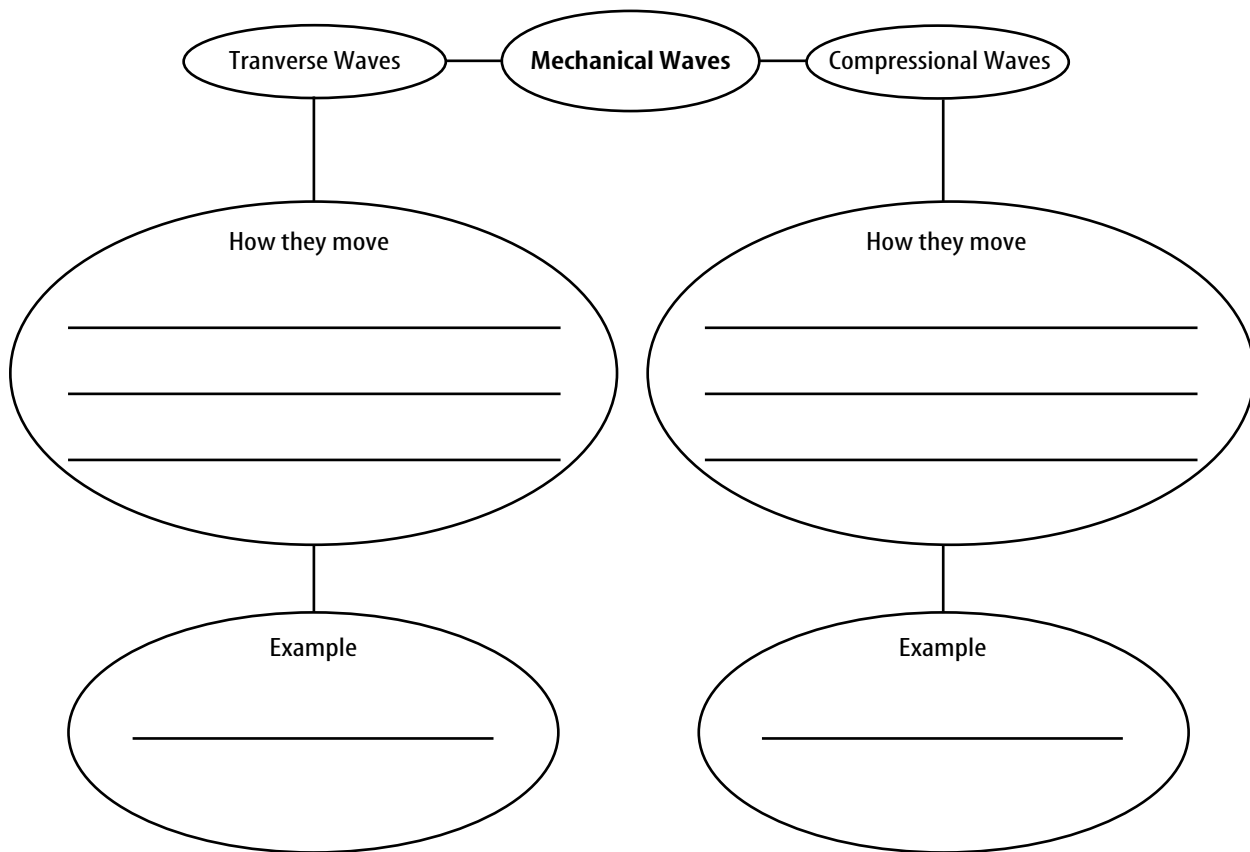 Tranverse Waves
Mechanical Waves
Compressional Waves
How they move
How they move
Example
Example